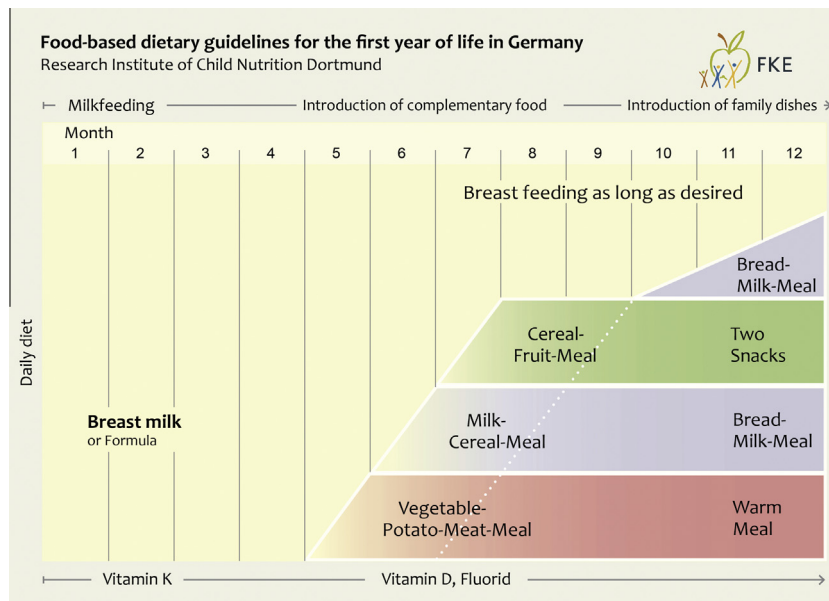 Food-based dietary guidelines for the first year of life in Germany
Research Institute of Child Nutrition Dortmund
FKE
Milkfeeding
Introduction of complementary food
Introduction of family dishes
Month
1 2 3 4 5 6 7 8 9 10 11 12
Breast feeding as long as desired
Bread-
Milk-Meal
Cereal-
Fruit-Meal
Two
Snacks
Daily diet
Breast milk
or Formula
Milk-
Cereal-Meal
Bread-
Milk-Meal
Vegetable-
Potato-Meat-Meal
Warm
Meal
Vitamin K
Vitamin D, Fluorid